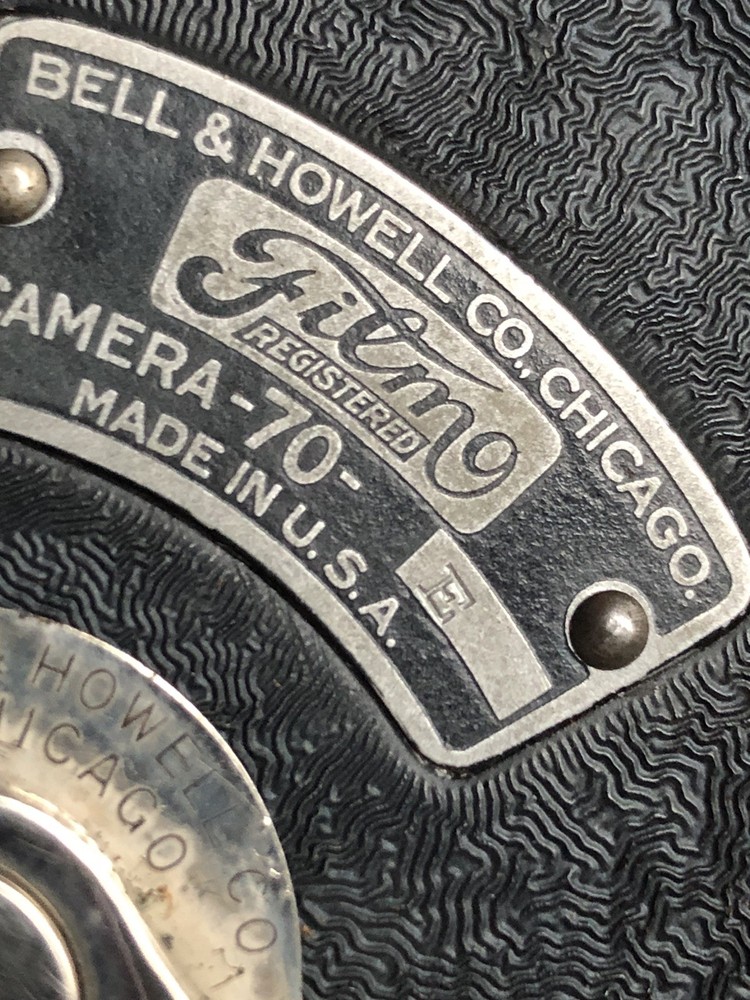 BELL & HOWELL CO., CHICAGO.
Filmo
REGISTERED
CAMERA -70-
E
MADE IN U.S.A.
HOWELL CO
CHICAGO